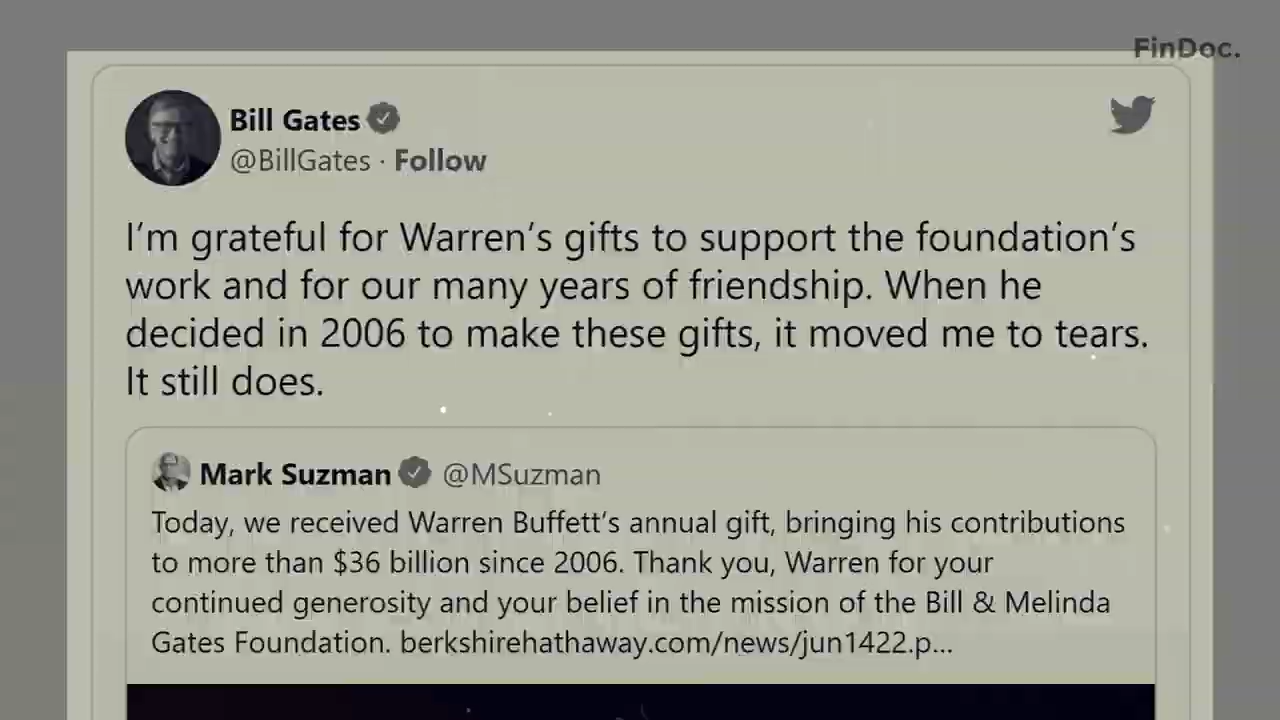 FinDoc.
Bill Gates
@BillGates · Follow
I'm grateful for Warren's gifts to support the foundation's
work and for our many years of friendship. When he
decided in 2006 to make these gifts, it moved me to tears.
It still does.
Mark Suzman @MSuzman
Today, we received Warren Buffett's annual gift, bringing his contributions
to more than $36 billion since 2006. Thank you, Warren for your
continued generosity and your belief in the mission of the Bill & Melinda
Gates Foundation. berkshirehathaway.com/news/jun1422.p...